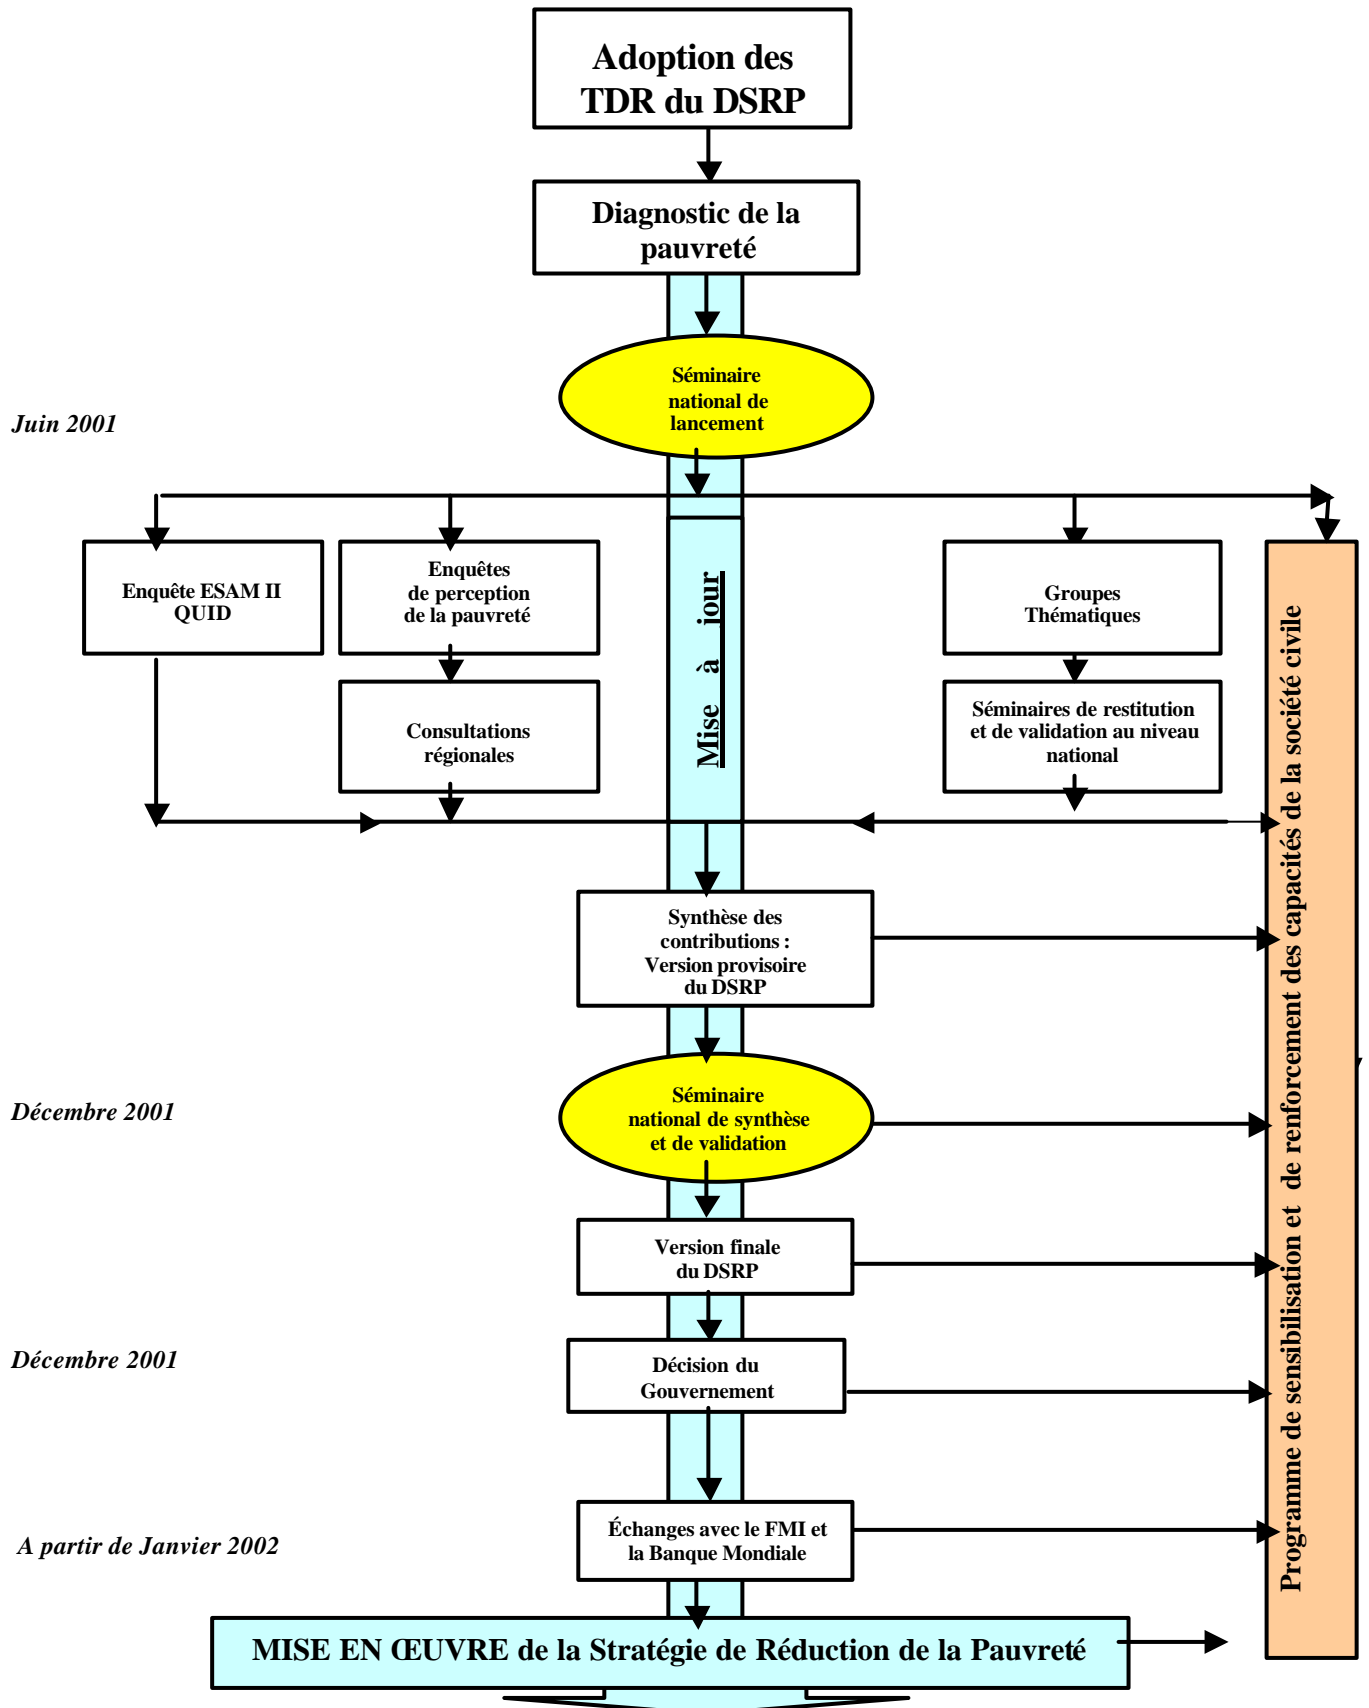 Adoption des
TDR du DSRP
Diagnostic de la
pauvreté
Séminaire
national de
lancement
Juin 2001
Enquête ESAM II
QUID
Enquêtes
de perception
de la pauvreté
Mise à jour
Groupes
Thématiques
Consultations
régionales
Séminaires de restitution
et de validation au niveau
national
Programme de sensibilisation et de renforcement des capacités de la société civile
Synthèse des
contributions :
Version provisoire
du DSRP
Décembre 2001
Séminaire
national de synthèse
et de validation
Version finale
du DSRP
Décembre 2001
Décision du
Gouvernement
A partir de Janvier 2002
Échanges avec le FMI et
la Banque Mondiale
MISE EN ŒUVRE de la Stratégie de Réduction de la Pauvreté